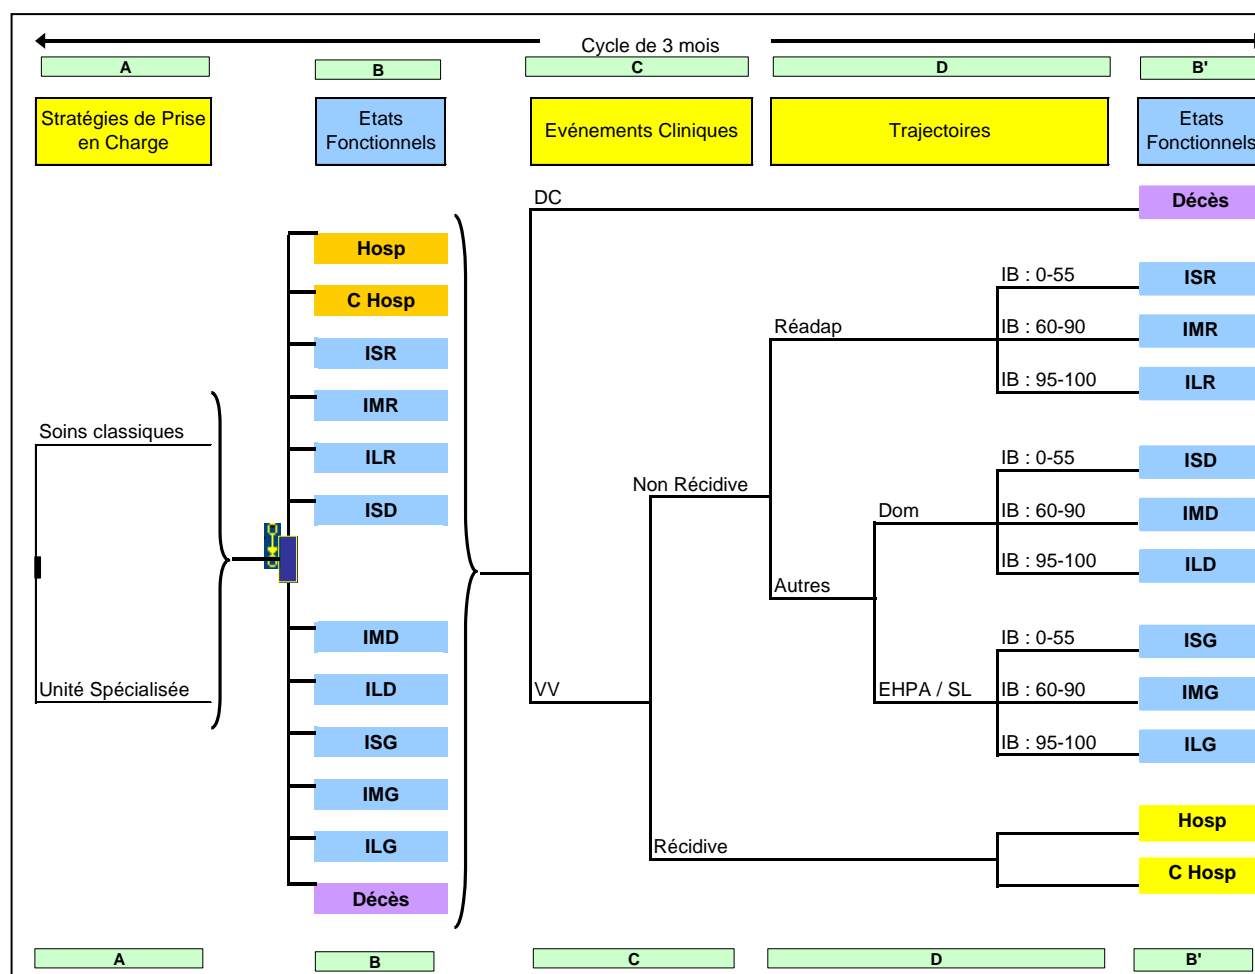 Cycle de 3 mois
A
B
C
D
B'
Stratégies de Prise
en Charge
Etats
Fonctionnels
Evénements Cliniques
Trajectoires
Etats
Fonctionnels
DC
Décès
Hosp
C Hosp
ISR
IMR
ILR
ISD
IMD
ILD
ISG
IMG
ILG
Décès
Soins classiques
Unité Spécialisée
VV
Non Récidive
Récidive
Réadap
Autres
Dom
EHPA / SL
IB : 0-55
ISR
IB : 60-90
IMR
IB : 95-100
ILR
IB : 0-55
ISD
IB : 60-90
IMD
IB : 95-100
ILD
IB : 0-55
ISG
IB : 60-90
IMG
IB : 95-100
ILG
Hosp
C Hosp
A
B
C
D
B'